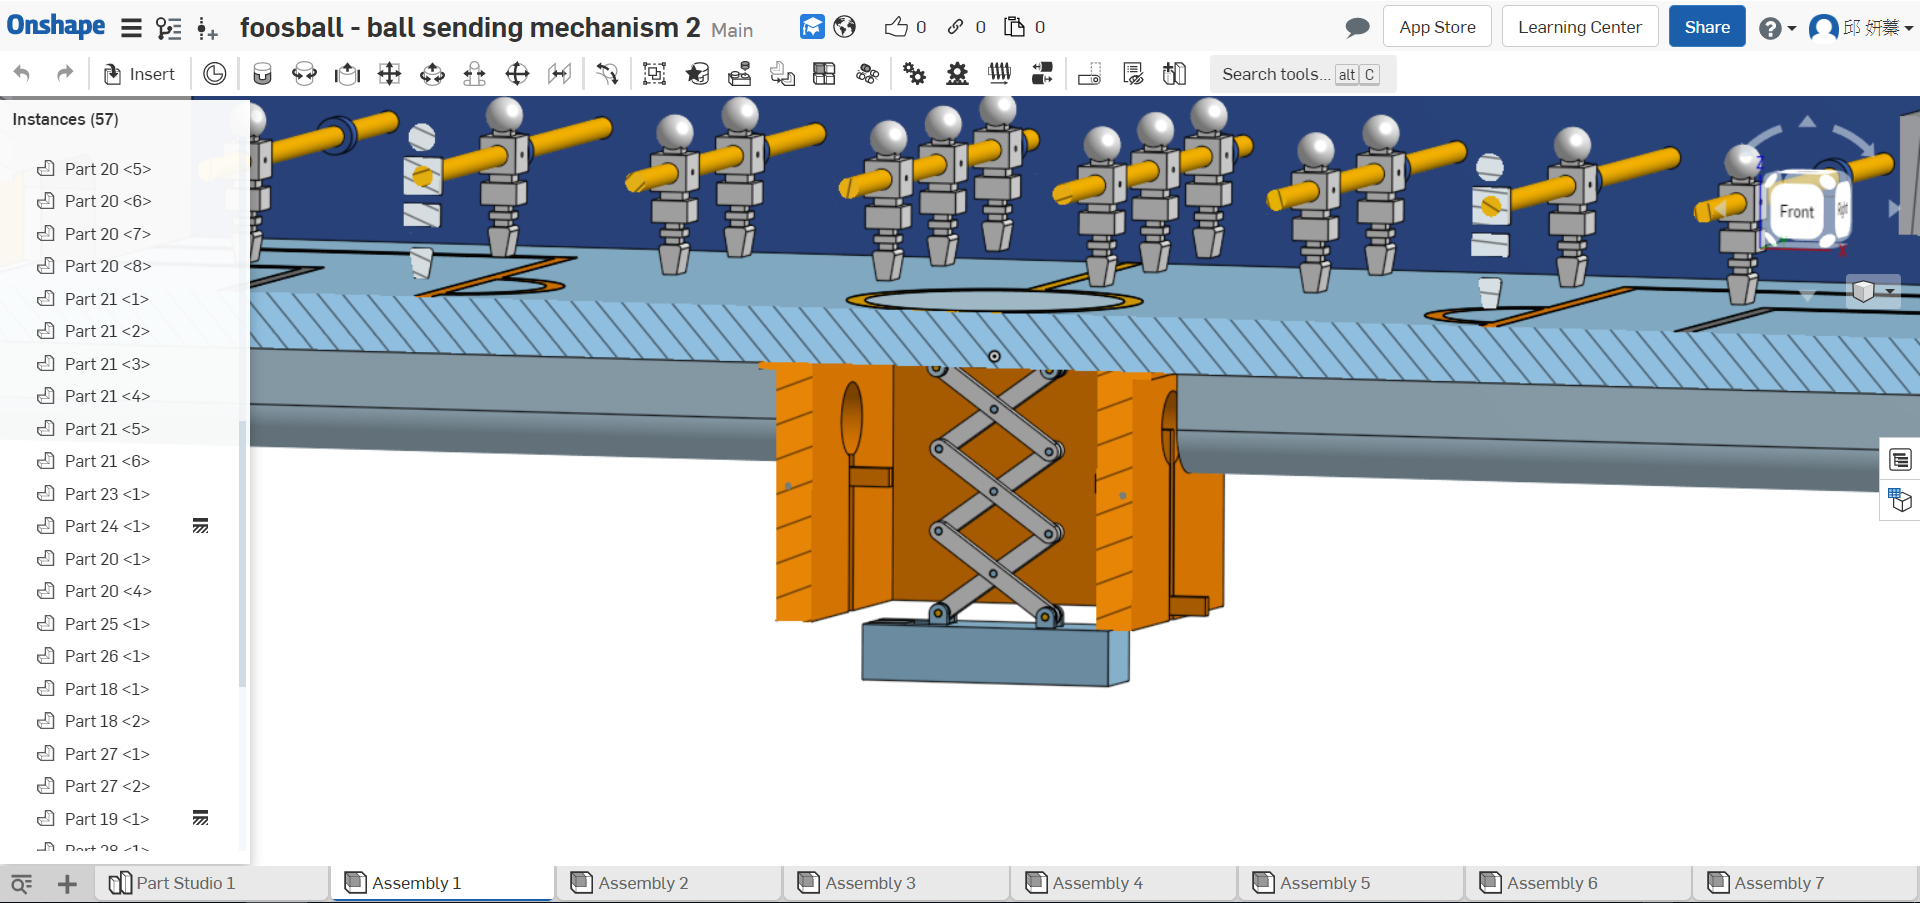 Onshape
foosball - ball sending mechanism 2 Main
0
0
0
App Store
Learning Center
Share
邱 妍蓁
Insert
Search tools... alt C
Instances (57)
Part 20 <5>
Part 20 <6>
Part 20 <7>
Part 20 <8>
Part 21 <1>
Part 21 <2>
Part 21 <3>
Part 21 <4>
Part 21 <5>
Part 21 <6>
Part 23 <1>
Part 24 <1>
Part 20 <1>
Part 20 <4>
Part 25 <1>
Part 26 <1>
Part 18 <1>
Part 18 <2>
Part 27 <1>
Part 27 <2>
Part 19 <1>
Part 28 <1>
Z
Front
Right
X
Part Studio 1
Assembly 1
Assembly 2
Assembly 3
Assembly 4
Assembly 5
Assembly 6
Assembly 7